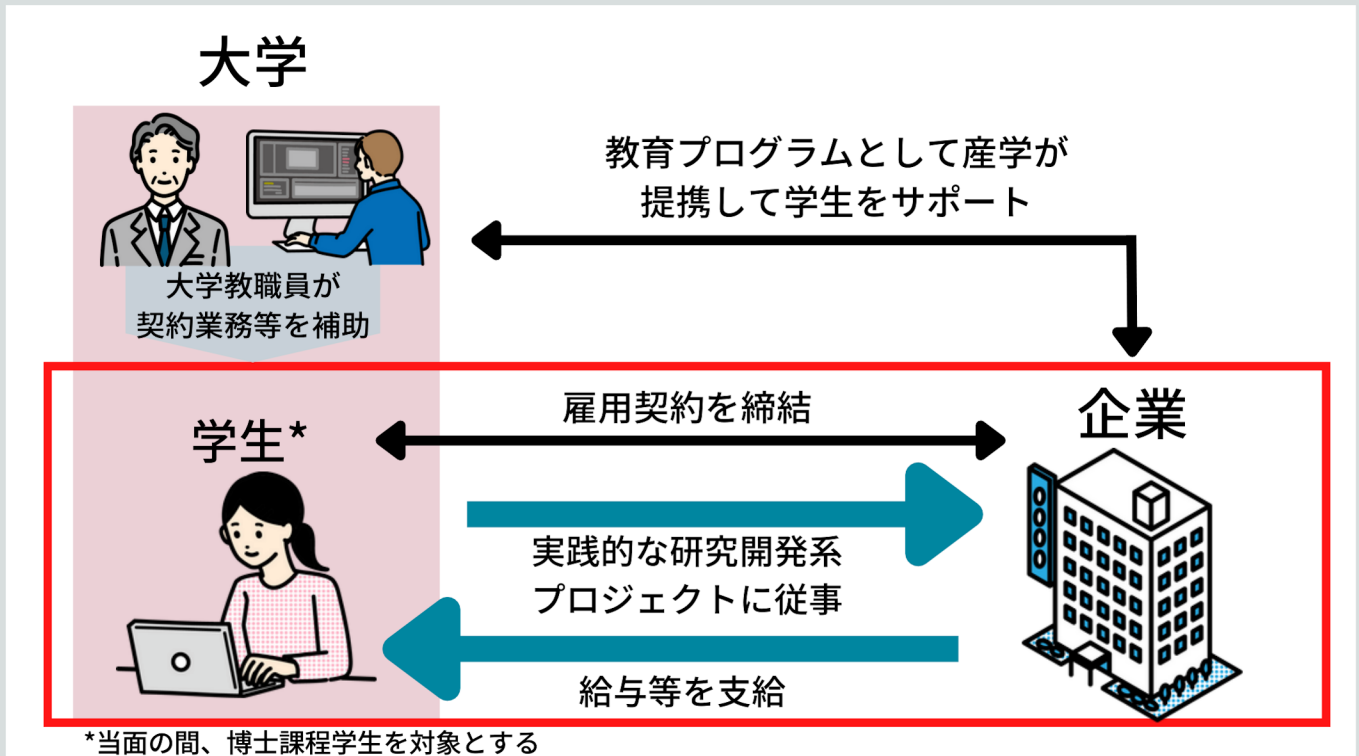 大学
教育プログラムとして産学が
提携して学生をサポート
大学教職員が
契約業務等を補助
雇用契約を締結
企業
学生*
実践的な研究開発系
プロジェクトに従事
給与等を支給
*当面の間、博士課程学生を対象とする